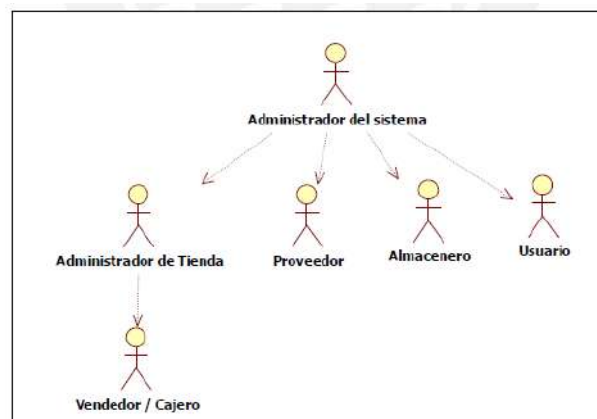 Administrador del sistema
Administrador de Tienda
Proveedor
Almacenero
Usuario
Vendedor / Cajero